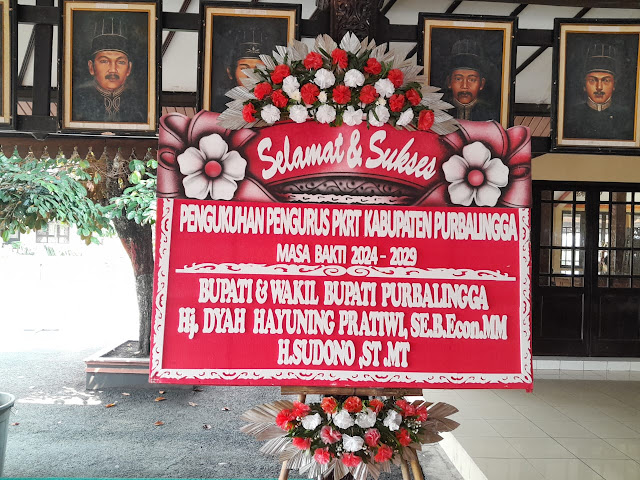 Selamat & Sukses
PENGUKUHAN PENGURUS PKRT KABUPATEN PURBALINGGA
MASA BAKTI 2024 - 2029
BUPATI & WAKIL BUPATI PURBALINGGA
Hj, DYAH HAYUNING PRATIWI, SE.B.Econ.MM
H.SUDONO ,ST .MT